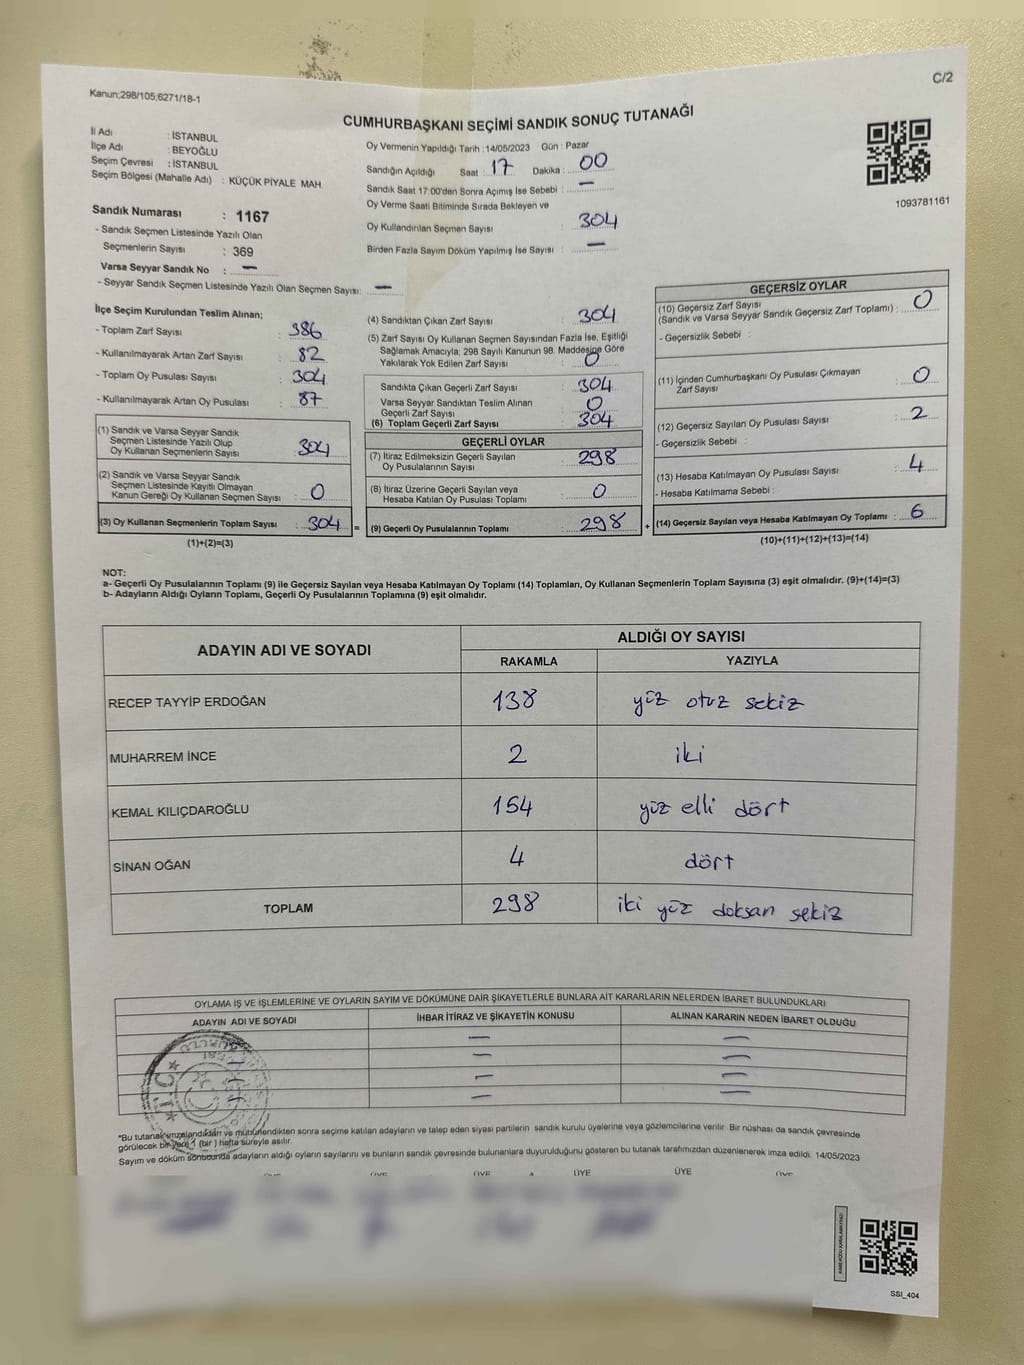 Kanun;298/105;6271/18-1
C/2
CUMHURBAŞKANI SEÇİMİ SANDIK SONUÇ TUTANAĞI
İl Adı : İSTANBUL
İlçe Adı : BEYOĞLU
Seçim Çevresi : İSTANBUL
Seçim Bölgesi (Mahalle Adı) : KÜÇÜK PİYALE MAH.
Sandık Numarası : 1167
- Sandık Seçmen Listesinde Yazılı Olan
Seçmenlerin Sayısı : 369
Varsa Seyyar Sandık No : —
- Seyyar Sandık Seçmen Listesinde Yazılı Olan Seçmen Sayısı: —
Oy Vermenin Yapıldığı Tarih :14/05/2023 Gün : Pazar
Sandığın Açıldığı Saat : 17 Dakika : 00
Sandık Saat 17:00'den Sonra Açımış İse Sebebi : —
Oy Verme Saati Bitiminde Sırada Bekleyen ve
Oy Kullandırılan Seçmen Sayısı : 304
Birden Fazla Sayım Döküm Yapılmış İse Sayısı : —
1093781161
İlçe Seçim Kurulundan Teslim Alınan;
- Toplam Zarf Sayısı : 386
- Kullanılmayarak Artan Zarf Sayısı : 82
- Toplam Oy Pusulası Sayısı : 304
- Kullanılmayarak Artan Oy Pusulası : 87
(1) Sandık ve Varsa Seyyar Sandık
Seçmen Listesinde Yazılı Olup
Oy Kullanan Seçmenlerin Sayısı : 304
(2) Sandık ve Varsa Seyyar Sandık
Seçmen Listesinde Kayıtlı Olmayan
Kanun Gereği Oy Kullanan Seçmen Sayısı : 0
(3) Oy Kullanan Seçmenlerin Toplam Sayısı : 304 =
(1)+(2)=(3)
(4) Sandıktan Çıkan Zarf Sayısı : 304
(5) Zarf Sayısı Oy Kullanan Seçmen Sayısından Fazla İse, Eşitliği
Sağlamak Amacıyla; 298 Sayılı Kanunun 98. Maddesine Göre
Yakılarak Yok Edilen Zarf Sayısı : 0
Sandıkta Çıkan Geçerli Zarf Sayısı : 304
Varsa Seyyar Sandıktan Teslim Alınan
Geçerli Zarf Sayısı : 0
(6) Toplam Geçerli Zarf Sayısı : 304
GEÇERLİ OYLAR
(7) İtiraz Edilmeksizin Geçerli Sayılan
Oy Pusulalarının Sayısı : 298
(8) İtiraz Üzerine Geçerli Sayılan veya
Hesaba Katılan Oy Pusulası Toplamı : 0
(9) Geçerli Oy Pusulalarının Toplamı : 298 +
GEÇERSİZ OYLAR
(10) Geçersiz Zarf Sayısı
(Sandık ve Varsa Seyyar Sandık Geçersiz Zarf Toplamı) : 0
- Geçersizlik Sebebi :
(11) İçinden Cumhurbaşkanı Oy Pusulası Çıkmayan
Zarf Sayısı : 0
(12) Geçersiz Sayılan Oy Pusulası Sayısı : 2
- Geçersizlik Sebebi :
(13) Hesaba Katılmayan Oy Pusulası Sayısı : 4
- Hesaba Katılmama Sebebi :
(14) Geçersiz Sayılan veya Hesaba Katılmayan Oy Toplamı : 6
(10)+(11)+(12)+(13)=(14)
NOT:
a- Geçerli Oy Pusulalarının Toplamı (9) ile Geçersiz Sayılan veya Hesaba Katılmayan Oy Toplamı (14) Toplamları, Oy Kullanan Seçmenlerin Toplam Sayısına (3) eşit olmalıdır. (9)+(14)=(3)
b- Adayların Aldığı Oyların Toplamı, Geçerli Oy Pusulalarının Toplamına (9) eşit olmalıdır.
ADAYIN ADI VE SOYADI
ALDIĞI OY SAYISI
RAKAMLA YAZIYLA
RECEP TAYYİP ERDOĞAN 138 yüz otuz sekiz
MUHARREM İNCE 2 iki
KEMAL KILIÇDAROĞLU 154 yüz elli dört
SİNAN OĞAN 4 dört
TOPLAM 298 iki yüz doksan sekiz
OYLAMA İŞ VE İŞLEMLERİNE VE OYLARIN SAYIM VE DÖKÜMÜNE DAİR ŞİKAYETLERLE BUNLARA AİT KARARLARIN NELERDEN İBARET BULUNDUKLARI
ADAYIN ADI VE SOYADI İHBAR İTİRAZ VE ŞİKAYETİN KONUSU ALINAN KARARIN NEDEN İBARET OLDUĞU
— —
— —
— —
— —
*Bu tutanak imzalandıktan ve mühürlendikten sonra seçime katılan adayların ve talep eden siyasi partilerin sandık kurulu üyelerine veya gözlemcilerine verilir. Bir nüshası da sandık çevresinde
görülecek bir yere 1 (bir ) hafta süreyle asılır.
Sayım ve döküm sonucunda adayların aldığı oyların sayılarını ve bunların sandık çevresinde bulunanlara duyurulduğunu gösteren bu tutanak tarafımızdan düzenlenerek imza edildi. 14/05/2023
ÜYE ÜYE ÜYE ÜYE ÜYE ÜYE
SSI_404